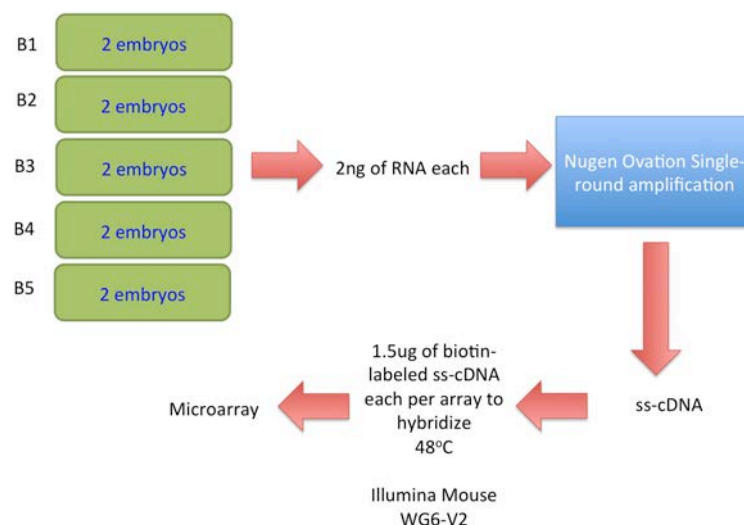 B1
2 embryos
B2
2 embryos
B3
2 embryos
B4
2 embryos
B5
2 embryos
2ng of RNA each
Nugen Ovation Single-
round amplification
ss-cDNA
1.5ug of biotin-
labeled ss-cDNA
each per array to
hybridize
48°C
Microarray
Illumina Mouse
WG6-V2